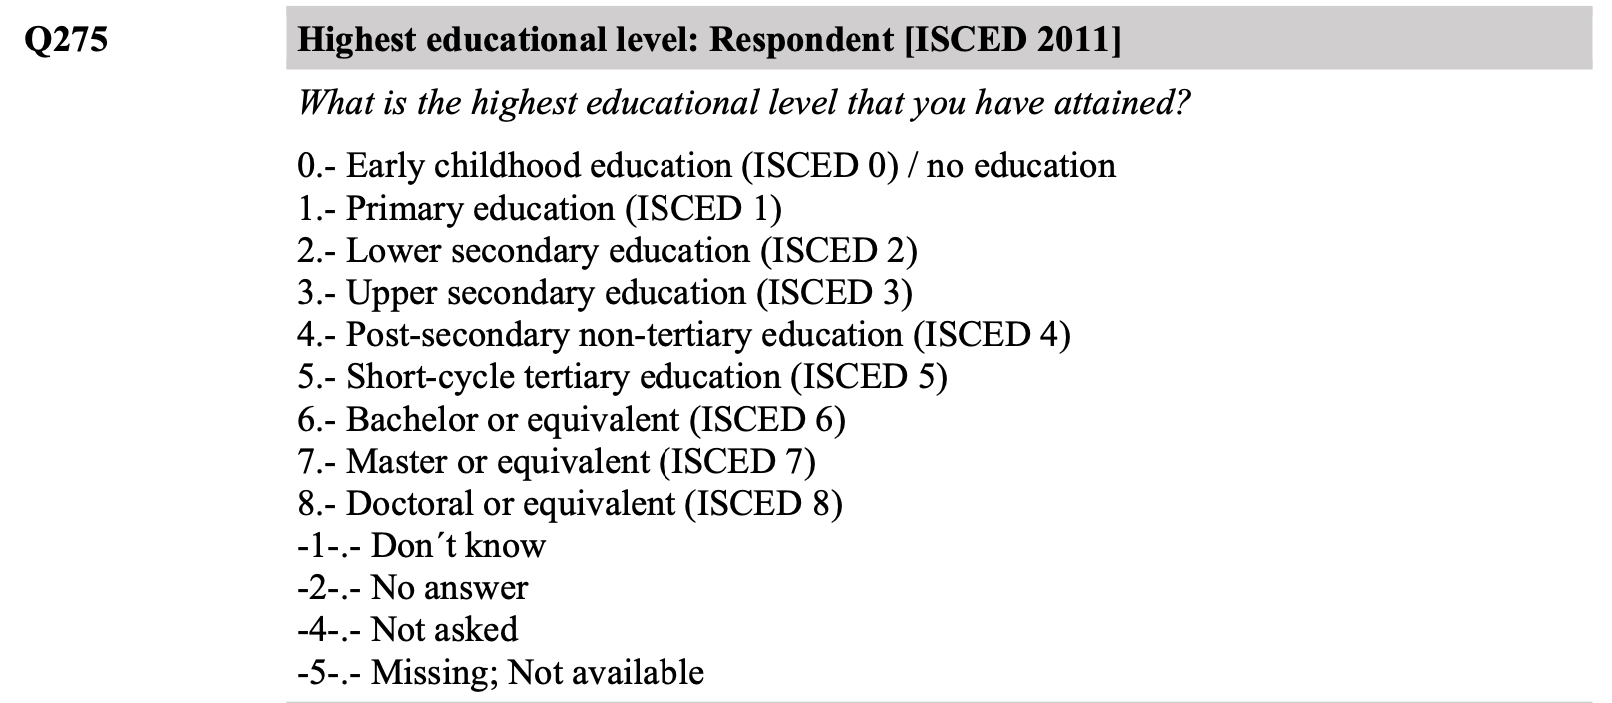 Q275
Highest educational level: Respondent [ISCED 2011]
What is the highest educational level that you have attained?
0.- Early childhood education (ISCED 0) / no education
1.- Primary education (ISCED 1)
2.- Lower secondary education (ISCED 2)
3.- Upper secondary education (ISCED 3)
4.- Post-secondary non-tertiary education (ISCED 4)
5.- Short-cycle tertiary education (ISCED 5)
6.- Bachelor or equivalent (ISCED 6)
7.- Master or equivalent (ISCED 7)
8.- Doctoral or equivalent (ISCED 8)
-1-.- Don´t know
-2-.- No answer
-4-.- Not asked
-5-.- Missing; Not available